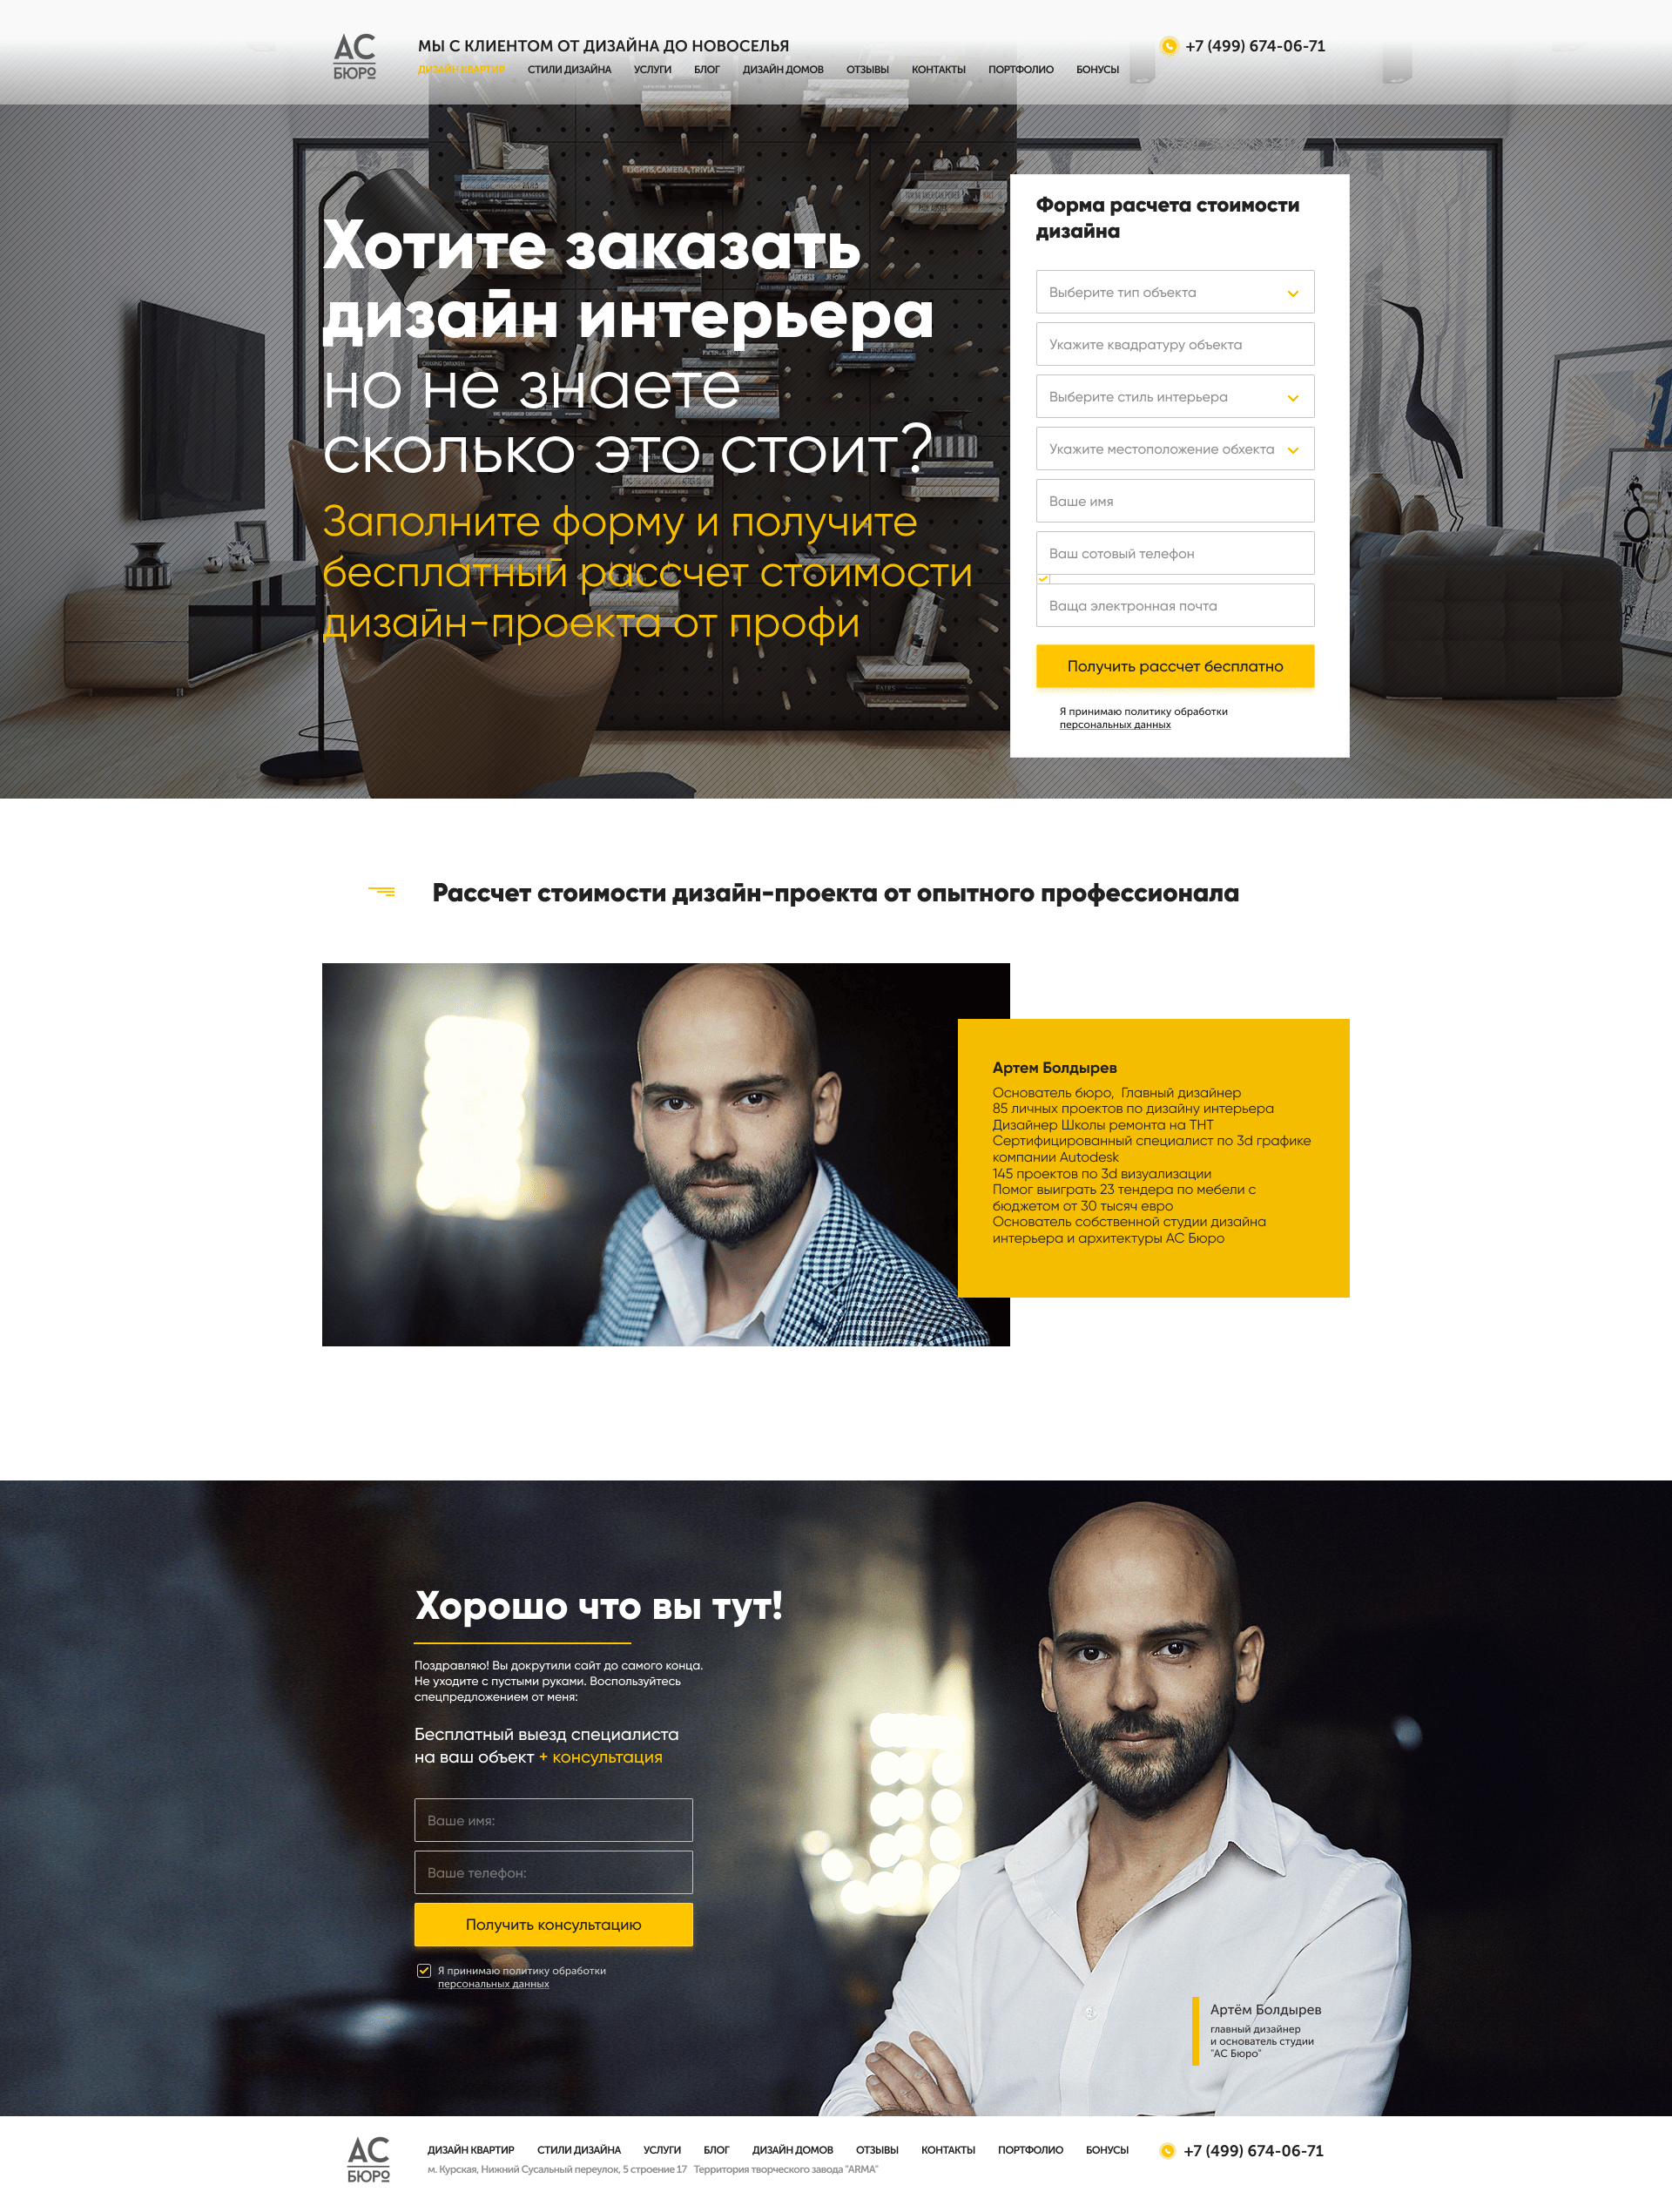 АС
БЮРО
МЫ С КЛИЕНТОМ ОТ ДИЗАЙНА ДО НОВОСЕЛЬЯ
+7 (499) 674-06-71
ДИЗАЙН КВАРТИР СТИЛИ ДИЗАЙНА УСЛУГИ БЛОГ ДИЗАЙН ДОМОВ ОТЗЫВЫ КОНТАКТЫ ПОРТФОЛИО БОНУСЫ
Хотите заказать
дизайн интерьера
но не знаете
сколько это стоит?
Заполните форму и получите
бесплатный рассчет стоимости
дизайн-проекта от профи
Форма расчета стоимости
дизайна
Выберите тип объекта
Укажите квадратуру объекта
Выберите стиль интерьера
Укажите местоположение обхекта
Ваше имя
Ваш сотовый телефон
Ваща электронная почта
Получить рассчет бесплатно
Я принимаю политику обработки
персональных данных
Рассчет стоимости дизайн-проекта от опытного профессионала
Артем Болдырев
Основатель бюро, Главный дизайнер
85 личных проектов по дизайну интерьера
Дизайнер Школы ремонта на ТНТ
Сертифицированный специалист по 3d графике
компании Autodesk
145 проектов по 3d визуализации
Помог выиграть 23 тендера по мебели с
бюджетом от 30 тысяч евро
Основатель собственной студии дизайна
интерьера и архитектуры АС Бюро
Хорошо что вы тут!
Поздравляю! Вы докрутили сайт до самого конца.
Не уходите с пустыми руками. Воспользуйтесь
спецпредложением от меня:
Бесплатный выезд специалиста
на ваш объект + консультация
Ваше имя:
Ваше телефон:
Получить консультацию
Я принимаю политику обработки
персональных данных
Артём Болдырев
главный дизайнер
и основатель студии
"АС Бюро"
АС
БЮРО
ДИЗАЙН КВАРТИР СТИЛИ ДИЗАЙНА УСЛУГИ БЛОГ ДИЗАЙН ДОМОВ ОТЗЫВЫ КОНТАКТЫ ПОРТФОЛИО БОНУСЫ
+7 (499) 674-06-71
м. Курская, Нижний Сусальный переулок, 5 строение 17 Территория творческого завода "ARMA"